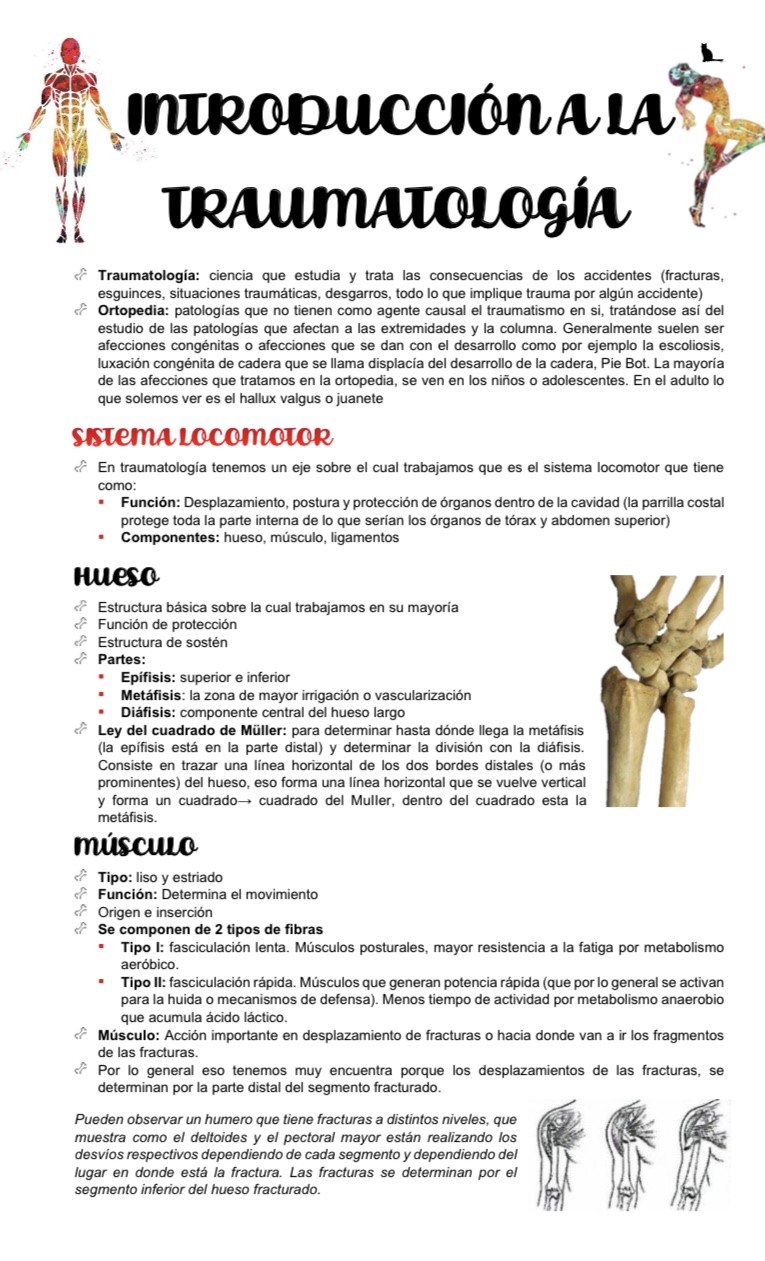 INTRODUCCIÓN A LA
TRAUMATOLOGÍA
Traumatología: ciencia que estudia y trata las consecuencias de los accidentes (fracturas,
esguinces, situaciones traumáticas, desgarros, todo lo que implique trauma por algún accidente)
Ortopedia: patologías que no tienen como agente causal el traumatismo en si, tratándose así del
estudio de las patologías que afectan a las extremidades y la columna. Generalmente suelen ser
afecciones congénitas o afecciones que se dan con el desarrollo como por ejemplo la escoliosis,
luxación congénita de cadera que se llama displacía del desarrollo de la cadera, Pie Bot. La mayoría
de las afecciones que tratamos en la ortopedia, se ven en los niños o adolescentes. En el adulto lo
que solemos ver es el hallux valgus o juanete
SISTEMA LOCOMOTOR
En traumatología tenemos un eje sobre el cual trabajamos que es el sistema locomotor que tiene
como:
Función: Desplazamiento, postura y protección de órganos dentro de la cavidad (la parrilla costal
protege toda la parte interna de lo que serían los órganos de tórax y abdomen superior)
Componentes: hueso, músculo, ligamentos
HUESO
Estructura básica sobre la cual trabajamos en su mayoría
Función de protección
Estructura de sostén
Partes:
Epífisis: superior e inferior
Metáfisis: la zona de mayor irrigación o vascularización
Diáfisis: componente central del hueso largo
Ley del cuadrado de Müller: para determinar hasta dónde llega la metáfisis
(la epífisis está en la parte distal) y determinar la división con la diáfisis.
Consiste en trazar una línea horizontal de los dos bordes distales (o más
prominentes) del hueso, eso forma una línea horizontal que se vuelve vertical
y forma un cuadrado→ cuadrado del Muller, dentro del cuadrado esta la
metáfisis.
MÚSCULO
Tipo: liso y estriado
Función: Determina el movimiento
Origen e inserción
Se componen de 2 tipos de fibras
Tipo I: fasciculación lenta. Músculos posturales, mayor resistencia a la fatiga por metabolismo
aeróbico.
Tipo II: fasciculación rápida. Músculos que generan potencia rápida (que por lo general se activan
para la huida o mecanismos de defensa). Menos tiempo de actividad por metabolismo anaerobio
que acumula ácido láctico.
Músculo: Acción importante en desplazamiento de fracturas o hacia donde van a ir los fragmentos
de las fracturas.
Por lo general eso tenemos muy encuentra porque los desplazamientos de las fracturas, se
determinan por la parte distal del segmento fracturado.
Pueden observar un humero que tiene fracturas a distintos niveles, que
muestra como el deltoides y el pectoral mayor están realizando los
desvíos respectivos dependiendo de cada segmento y dependiendo del
lugar en donde está la fractura. Las fracturas se determinan por el
segmento inferior del hueso fracturado.